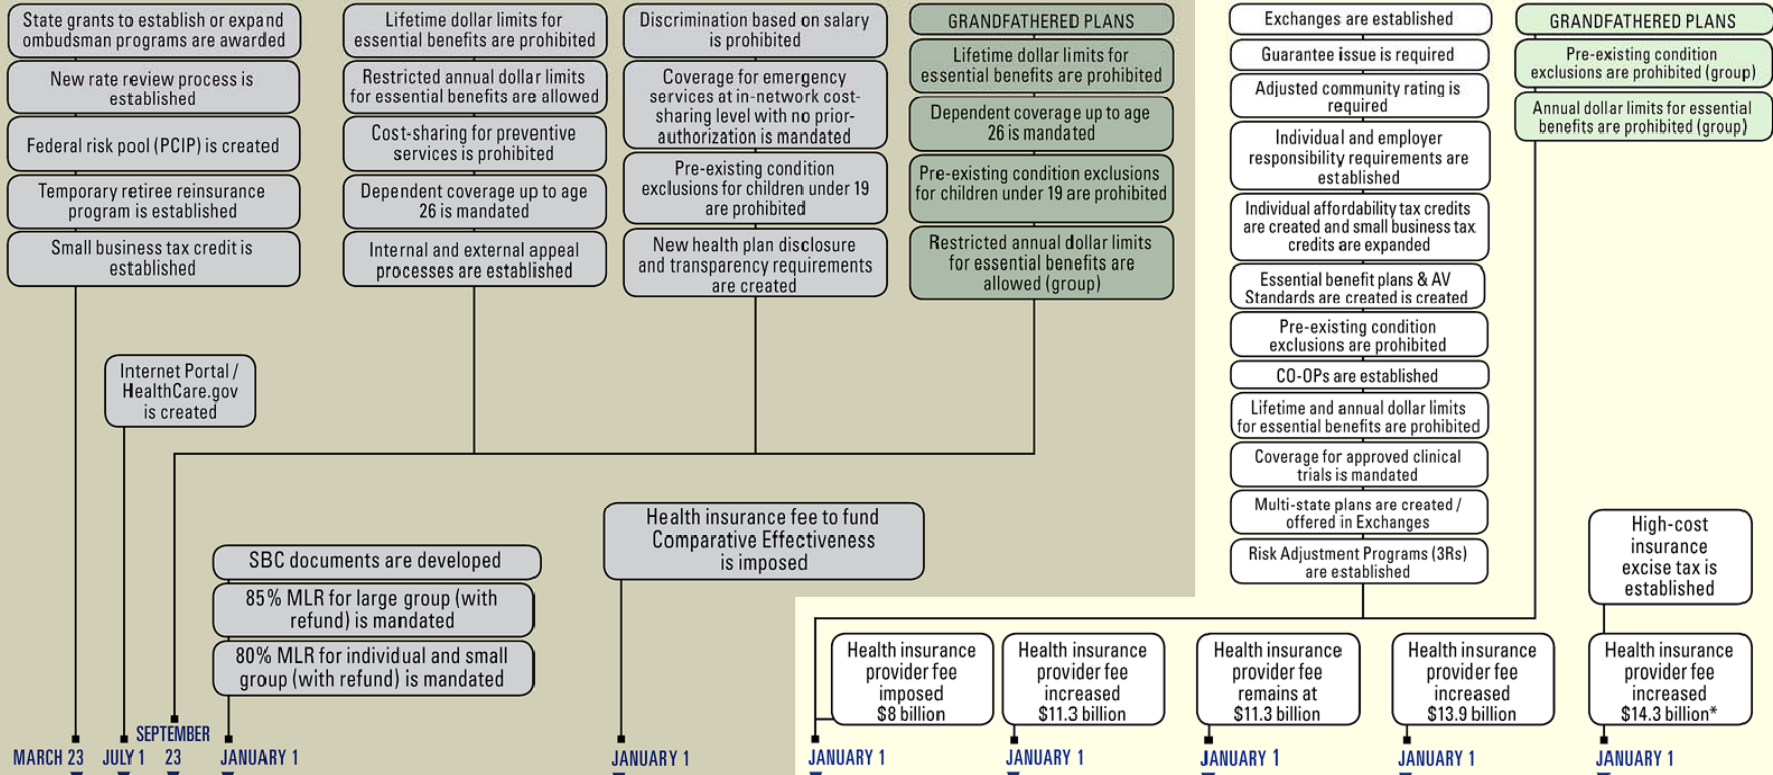 State grants to establish or expand
ombudsman programs are awarded
New rate review process is
established
Federal risk pool (PCIP) is created
Temporary retiree reinsurance
program is established
Small business tax credit is
established
Lifetime dollar limits for
essential benefits are prohibited
Restricted annual dollar limits
for essential benefits are allowed
Cost-sharing for preventive
services is prohibited
Dependent coverage up to age
26 is mandated
Internal and external appeal
processes are established
Discrimination based on salary
is prohibited
Coverage for emergency
services at in-network cost-
sharing level with no prior-
authorization is mandated
Pre-existing condition
exclusions for children under 19
are prohibited
New health plan disclosure
and transparency requirements
are created
GRANDFATHERED PLANS
Lifetime dollar limits for
essential benefits are prohibited
Dependent coverage up to age
26 is mandated
Pre-existing condition exclusions
for children under 19 are prohibited
Restricted annual dollar limits
for essential benefits are
allowed (group)
Exchanges are established
Guarantee issue is required
Adjusted community rating is
required
Individual and employer
responsibility requirements are
established
Individual affordability tax credits
are created and small business tax
credits are expanded
Essential benefit plans & AV
Standards are created is created
Pre-existing condition
exclusions are prohibited
CO-OPs are established
Lifetime and annual dollar limits
for essential benefits are prohibited
Coverage for approved clinical
trials is mandated
Multi-state plans are created /
offered in Exchanges
Risk Adjustment Programs (3Rs)
are established
GRANDFATHERED PLANS
Pre-existing condition
exclusions are prohibited (group)
Annual dollar limits for essential
benefits are prohibited (group)
Internet Portal /
HealthCare.gov
is created
SBC documents are developed
85% MLR for large group (with
refund) is mandated
80% MLR for individual and small
group (with refund) is mandated
Health insurance fee to fund
Comparative Effectiveness
is imposed
High-cost
insurance
excise tax is
established
Health insurance
provider fee
imposed
$8 billion
Health insurance
provider fee
increased
$11.3 billion
Health insurance
provider fee
remains at
$11.3 billion
Health insurance
provider fee
increased
$13.9 billion
Health insurance
provider fee
increased
$14.3 billion*
MARCH 23
JULY 1
SEPTEMBER
23
JANUARY 1
JANUARY 1
JANUARY 1
JANUARY 1
JANUARY 1
JANUARY 1
JANUARY 1